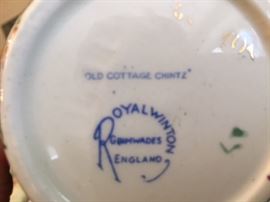 "OLD COTTAGE CHINTZ"
ROYAL WINTON
GRIMWADES
ENGLAND